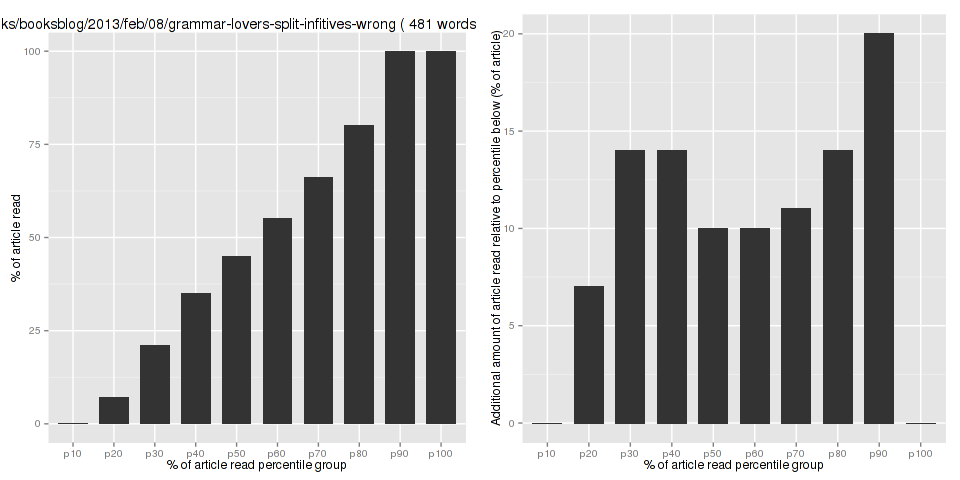 ks/booksblog/2013/feb/08/grammar-lovers-split-infitives-wrong ( 481 words
% of article read
100
75
50
25
0
p10 p20 p30 p40 p50 p60 p70 p80 p90 p100
% of article read percentile group
Additional amount of article read relative to percentile below (% of article)
20
15
10
5
0
p10 p20 p30 p40 p50 p60 p70 p80 p90 p100
% of article read percentile group